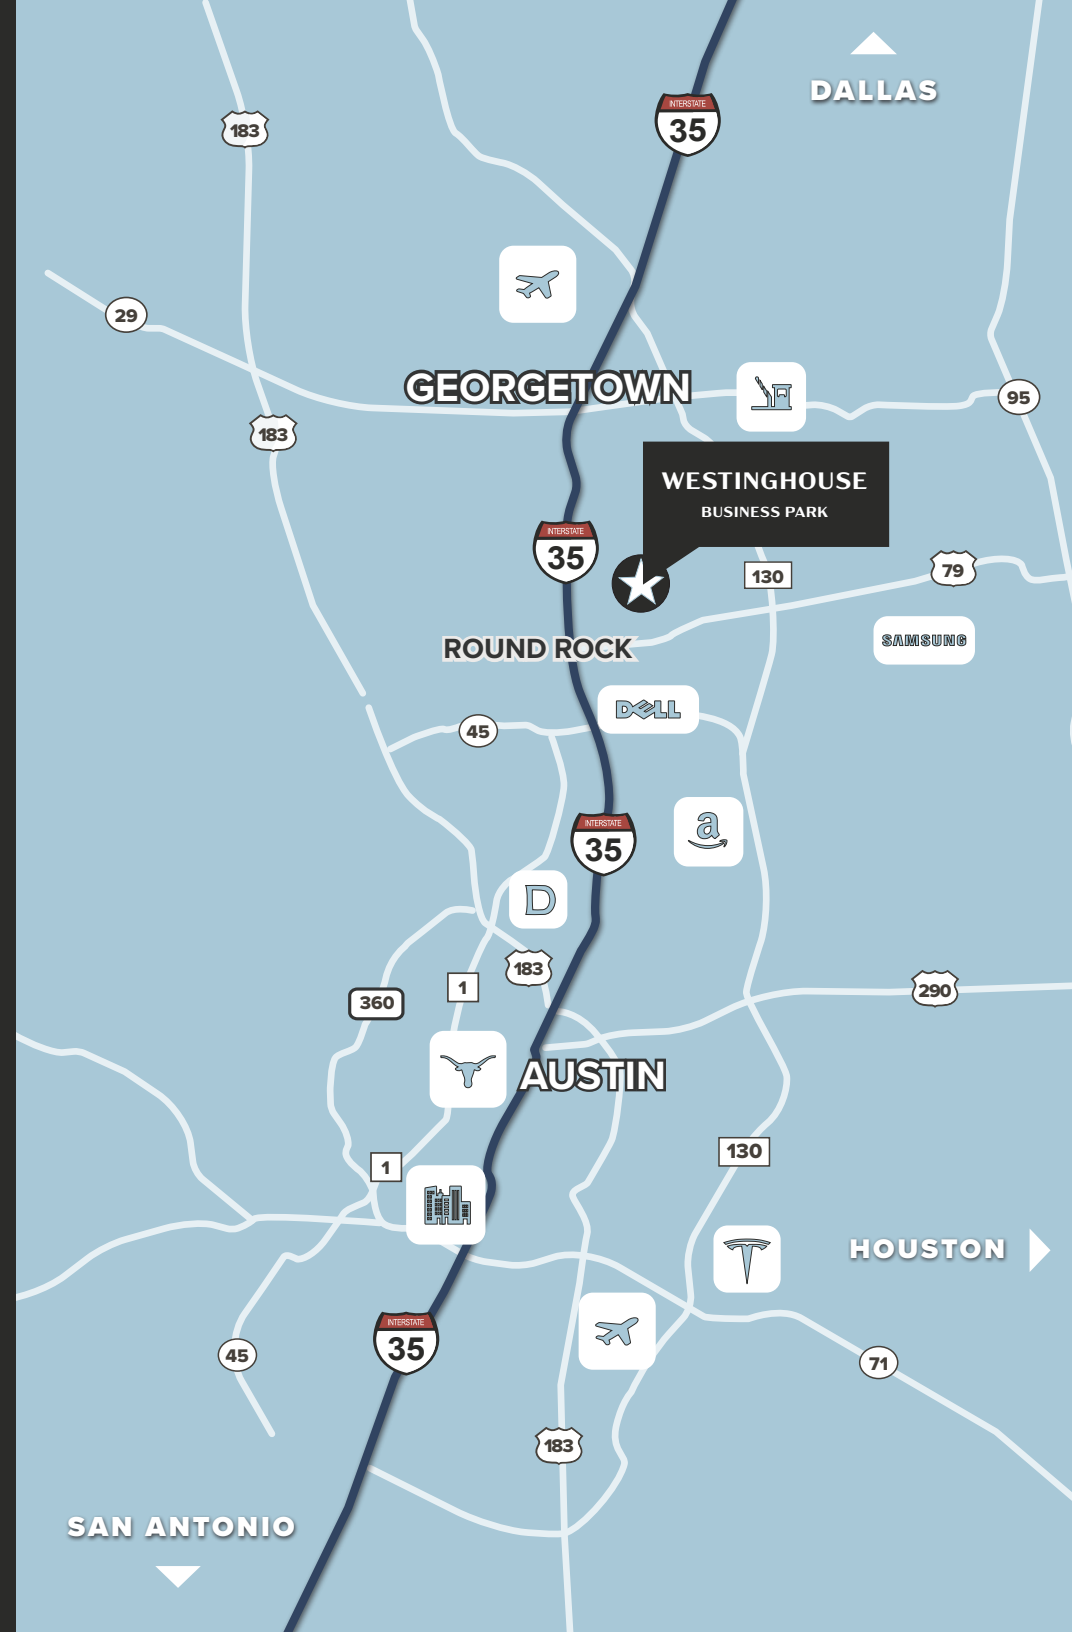 DALLAS
INTERSTATE
35
183
29
GEORGETOWN
95
183
WESTINGHOUSE
BUSINESS PARK
INTERSTATE
35
130
79
ROUND ROCK
SAMSUNG
DELL
45
INTERSTATE
35
a
D
183
1
360
290
AUSTIN
130
1
HOUSTON
INTERSTATE
35
45
71
183
SAN ANTONIO